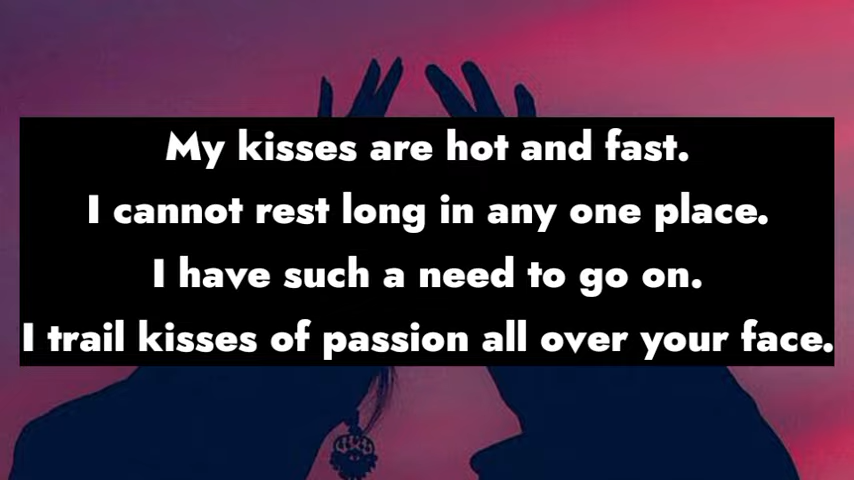 My kisses are hot and fast.
I cannot rest long in any one place.
I have such a need to go on.
I trail kisses of passion all over your face.